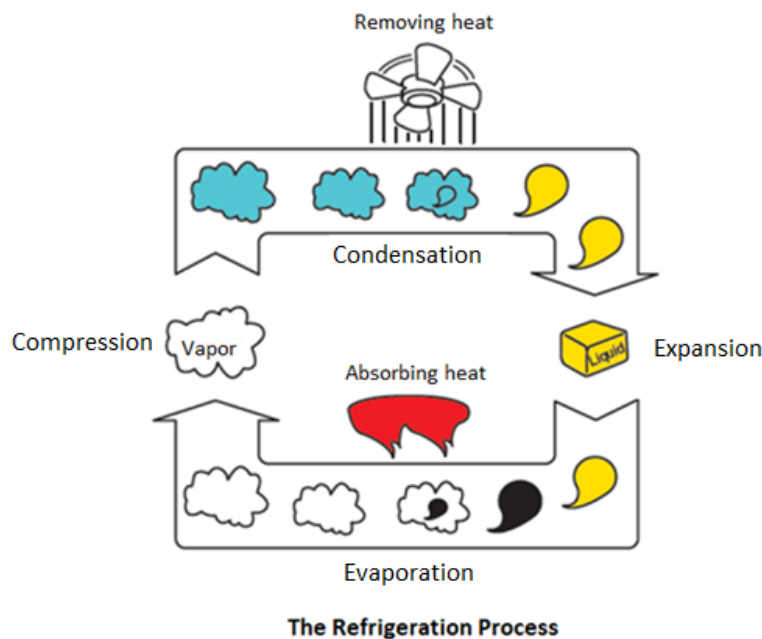 Removing heat
Condensation
Compression
Vapor
Liquid
Expansion
Absorbing heat
Evaporation
The Refrigeration Process